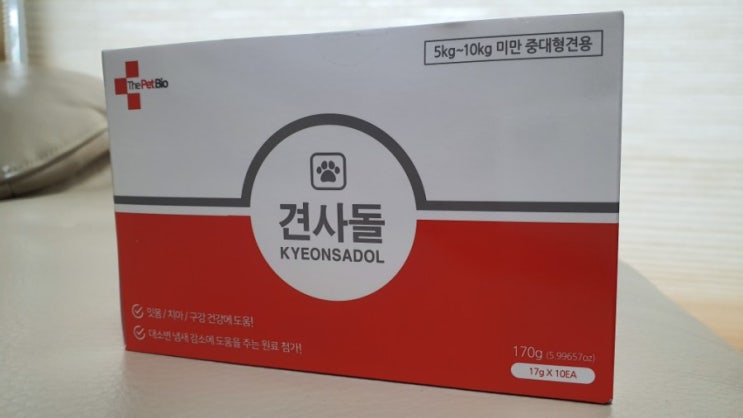 5kg~10kg 미만 중대형견용
The Pet Bio
견사돌
KYEONSADOL
잇몸 / 치아 / 구강 건강에 도움!
대소변 냄새 감소에 도움을 주는 원료 첨가!
170g (5.99657oz)
17g X 10EA